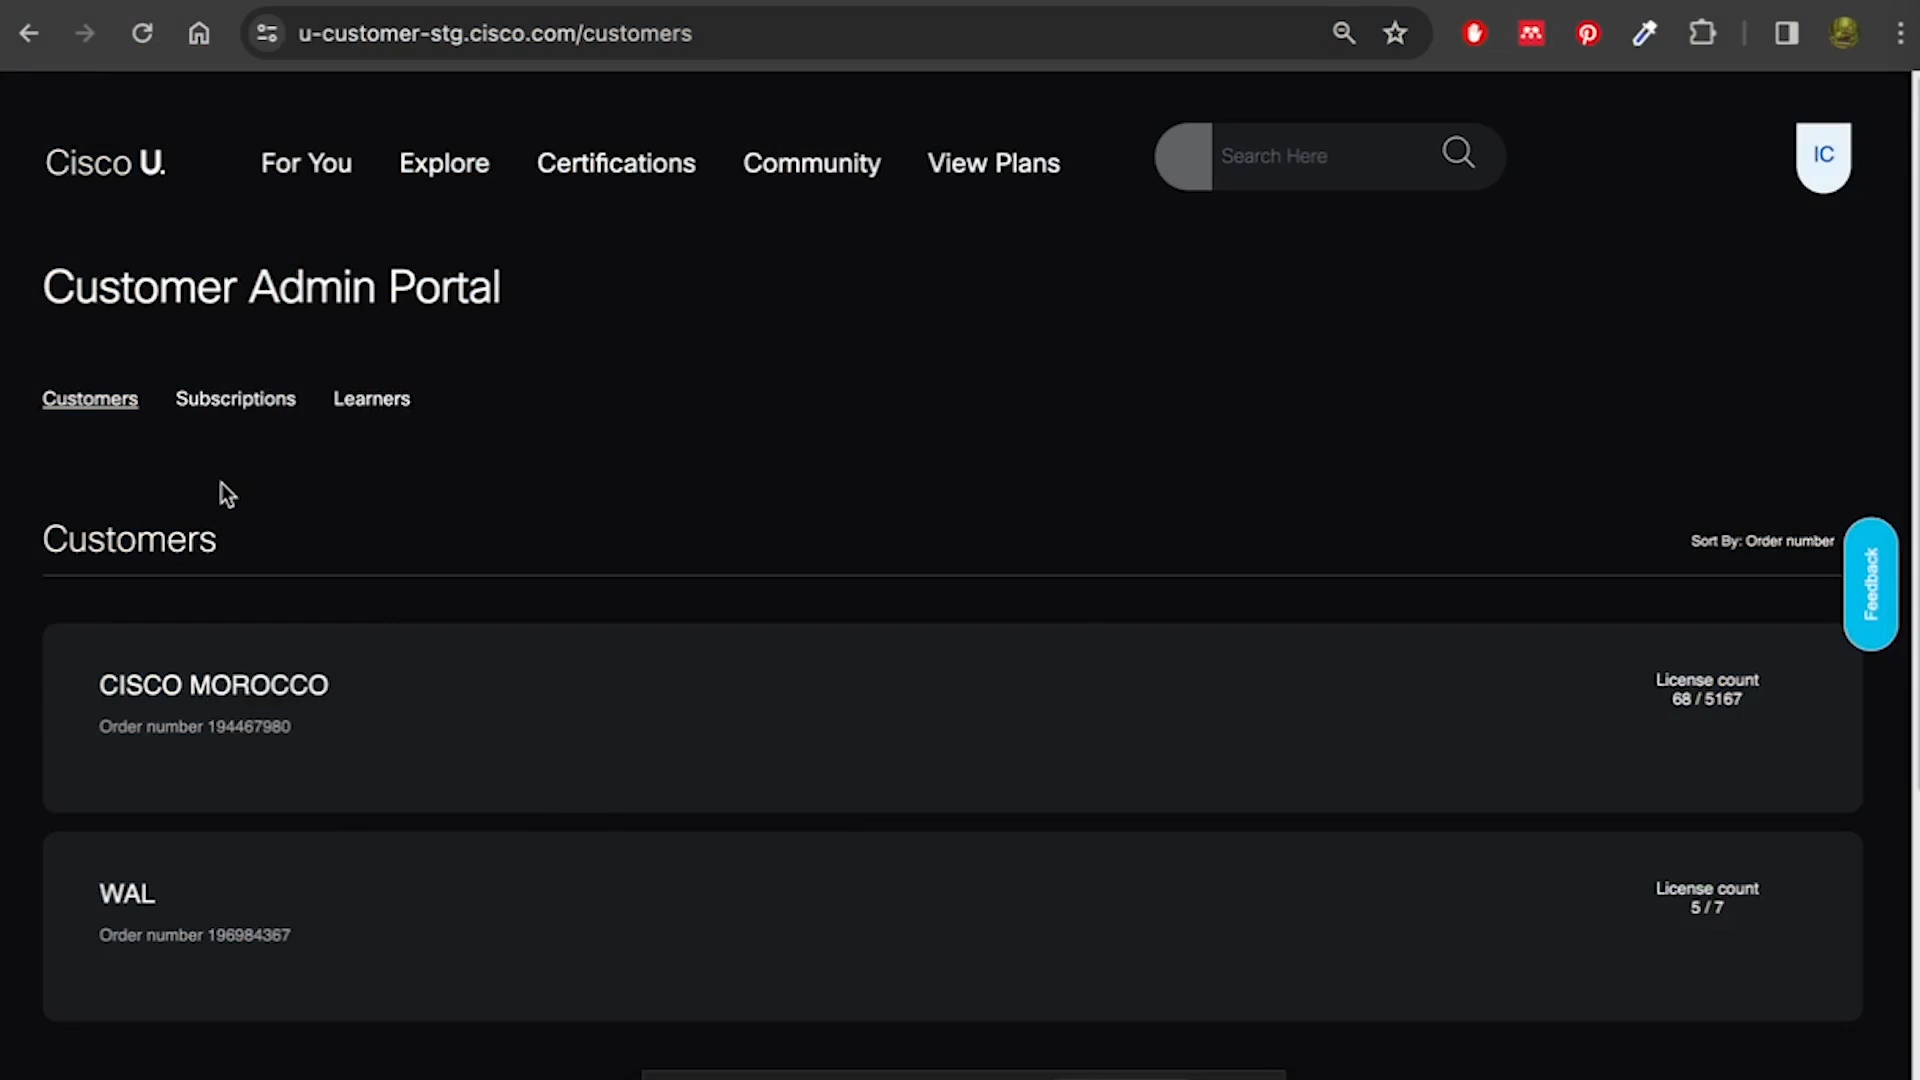 u-customer-stg.cisco.com/customers
Cisco U.
For You
Explore
Certifications
Community
View Plans
Search Here
IC
Customer Admin Portal
Customers
Subscriptions
Learners
Customers
Sort By: Order number
Feedback
CISCO MOROCCO
License count
68 / 5167
Order number 194467980
WAL
License count
5 / 7
Order number 196984367